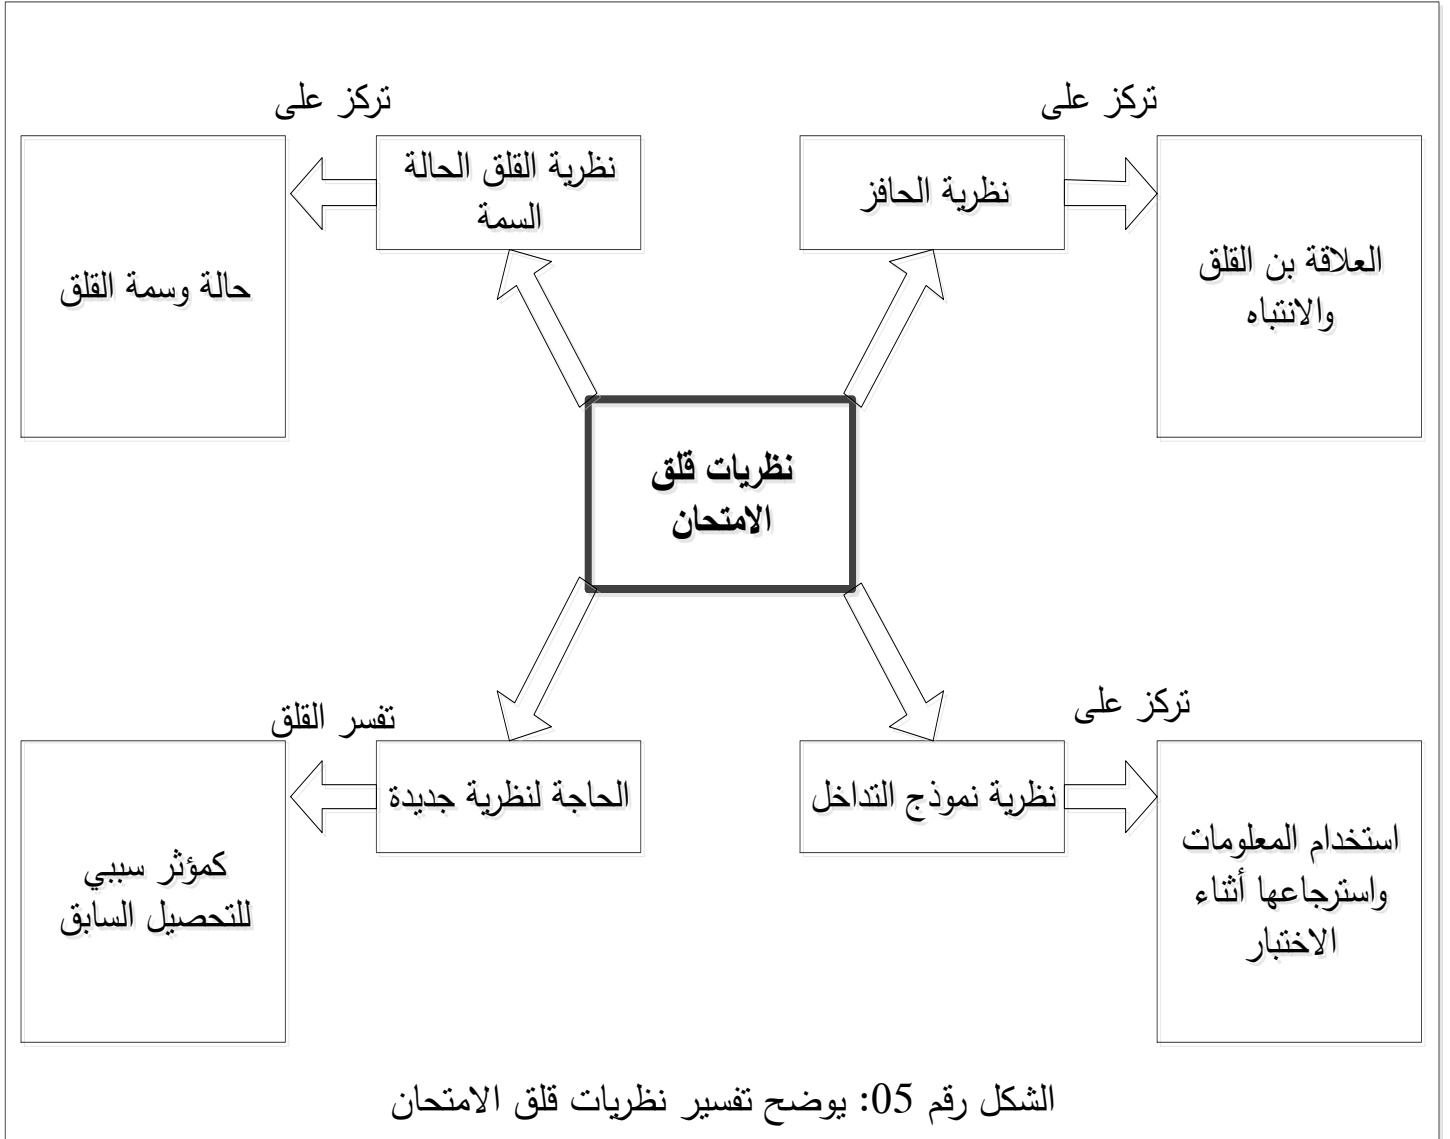 تركز على
تركز على
نظرية الحافز
نظرية القلق الحالة
السمة
العلاقة بن القلق
والانتباه
حالة وسمة القلق
نظريات قلق
الامتحان
تركز على
تفسر القلق
نظرية نموذج التداخل
الحاجة لنظرية جديدة
استخدام المعلومات
واسترجاعها أثناء
الاختبار
كمؤثر سببي
للتحصيل السابق
الشكل رقم 05: يوضح تفسير نظريات قلق الامتحان